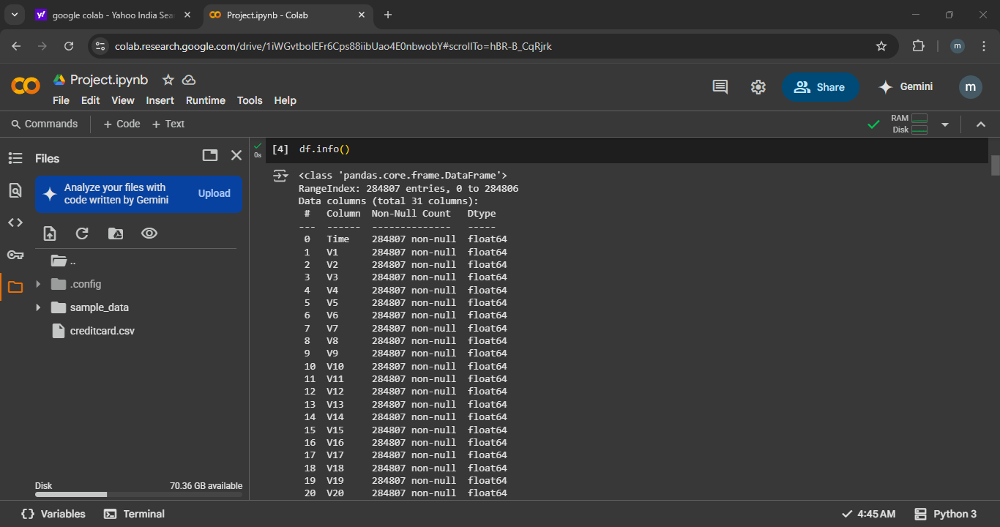 google colab - Yahoo India Sea
Project.ipynb - Colab
colab.research.google.com/drive/1iWGvtbolEFr6Cps88iibUao4E0nbwobY#scrollTo=hBR-B_CqRjrk
m
Project.ipynb
File Edit View Insert Runtime Tools Help
Share
Gemini
m
Commands + Code + Text
RAM
Disk
Files
Analyze your files with
code written by Gemini
Upload
..
.config
sample_data
creditcard.csv
Disk 70.36 GB available
0s
[4] df.info()
<class 'pandas.core.frame.DataFrame'>
RangeIndex: 284807 entries, 0 to 284806
Data columns (total 31 columns):
# Column Non-Null Count Dtype
--- ------ -------------- -----
0 Time 284807 non-null float64
1 V1 284807 non-null float64
2 V2 284807 non-null float64
3 V3 284807 non-null float64
4 V4 284807 non-null float64
5 V5 284807 non-null float64
6 V6 284807 non-null float64
7 V7 284807 non-null float64
8 V8 284807 non-null float64
9 V9 284807 non-null float64
10 V10 284807 non-null float64
11 V11 284807 non-null float64
12 V12 284807 non-null float64
13 V13 284807 non-null float64
14 V14 284807 non-null float64
15 V15 284807 non-null float64
16 V16 284807 non-null float64
17 V17 284807 non-null float64
18 V18 284807 non-null float64
19 V19 284807 non-null float64
20 V20 284807 non-null float64
Variables Terminal
4:45 AM Python 3